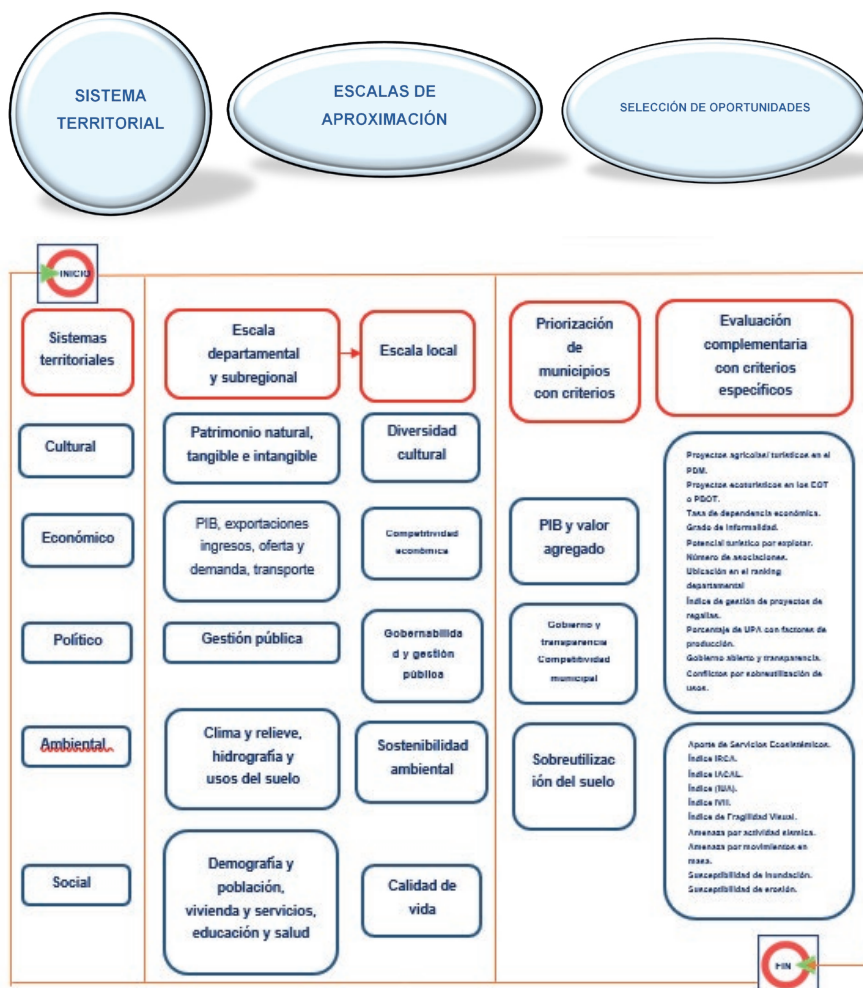 SISTEMA
TERRITORIAL
ESCALAS DE
APROXIMACIÓN
SELECCIÓN DE OPORTUNIDADES
INICIO
Sistemas
territoriales
Escala
departamental
y subregional
Escala local
Priorización
de
municipios
con criterios
Evaluación
complementaria
con criterios
específicos
Cultural
Patrimonio natural,
tangible e intangible
Diversidad
cultural
Económico
PIB, exportaciones
ingresos, oferta y
demanda, transporte
Competitividad
económica
PIB y valor
agregado
Político
Gestión pública
Gobernabilida
d y gestión
pública
Gobierno y
transparencia
Competitividad
municipal
Proyectos agrícolas/ turísticos en el
PDM.
Proyectos ecoturísticos en los EOT
o PBOT.
Tasa de dependencia económica.
Grado de informalidad.
Potencial turístico por explotar.
Número de asociaciones.
Ubicación en el ranking
departamental
Índice de gestión de proyectos de
regalías.
Porcentaje de UPA con factores de
producción.
Gobierno abierto y transparencia.
Conflictos por sobreutilización de
usos.
Ambiental
Clima y relieve,
hidrografía y
usos del suelo
Sostenibilidad
ambiental
Sobreutilizac
ión del suelo
Aporte de Servicios Ecosistémicos.
Índice IRCA.
Índice IACAL.
Índice (IUA).
Índice IVH.
Índice de Fragilidad Visual.
Amenaza por actividad sísmica.
Amenaza por movimientos en
masa.
Susceptibilidad de inundación.
Susceptibilidad de erosión.
Social
Demografía y
población,
vivienda y servicios,
educación y salud
Calidad de
vida
FIN